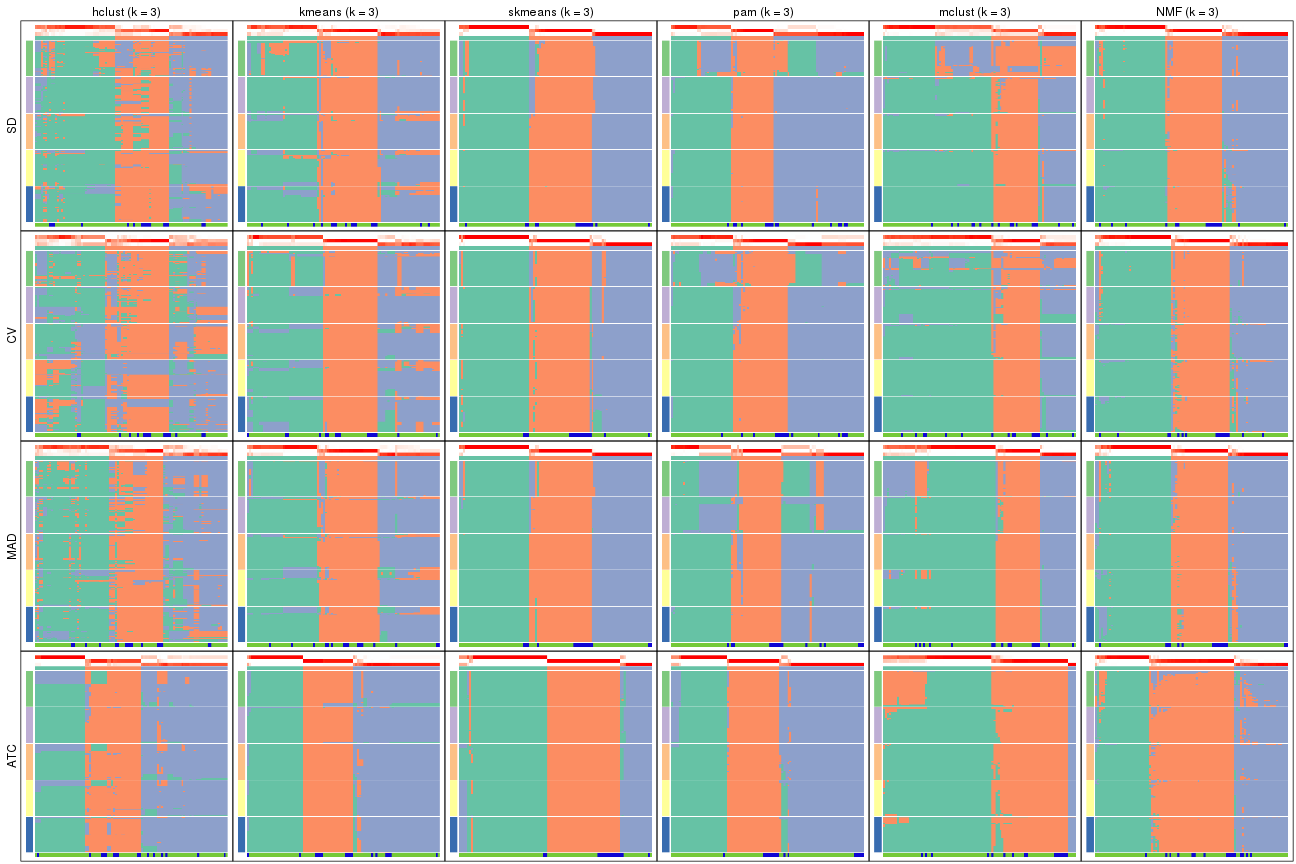 hclust (k = 3) kmeans (k = 3) skmeans (k = 3) pam (k = 3) mclust (k = 3) NMF (k = 3)
SD
CV
MAD
ATC